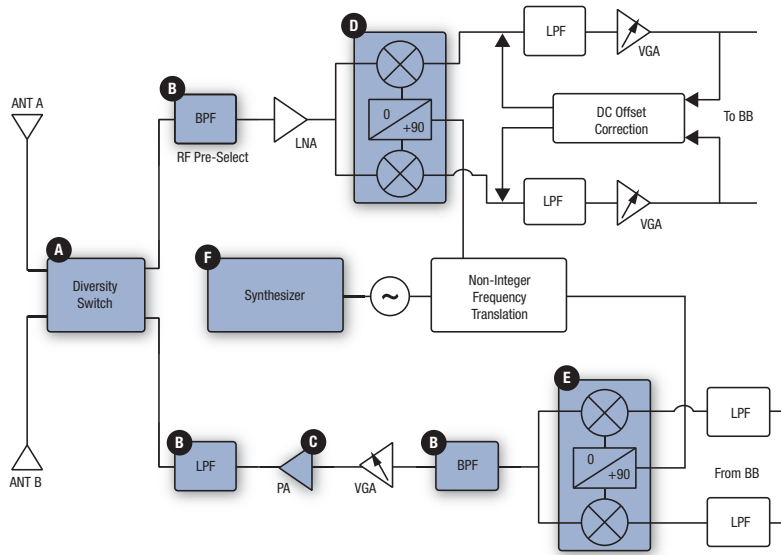 D
LPF
VGA
ANT A
B
BPF
RF Pre-Select
LNA
0
+90
DC Offset
Correction
To BB
LPF
VGA
A
Diversity
Switch
F
Synthesizer
~
Non-Integer
Frequency
Translation
E
B
LPF
C
PA
VGA
B
BPF
0
+90
LPF
From BB
LPF
ANT B